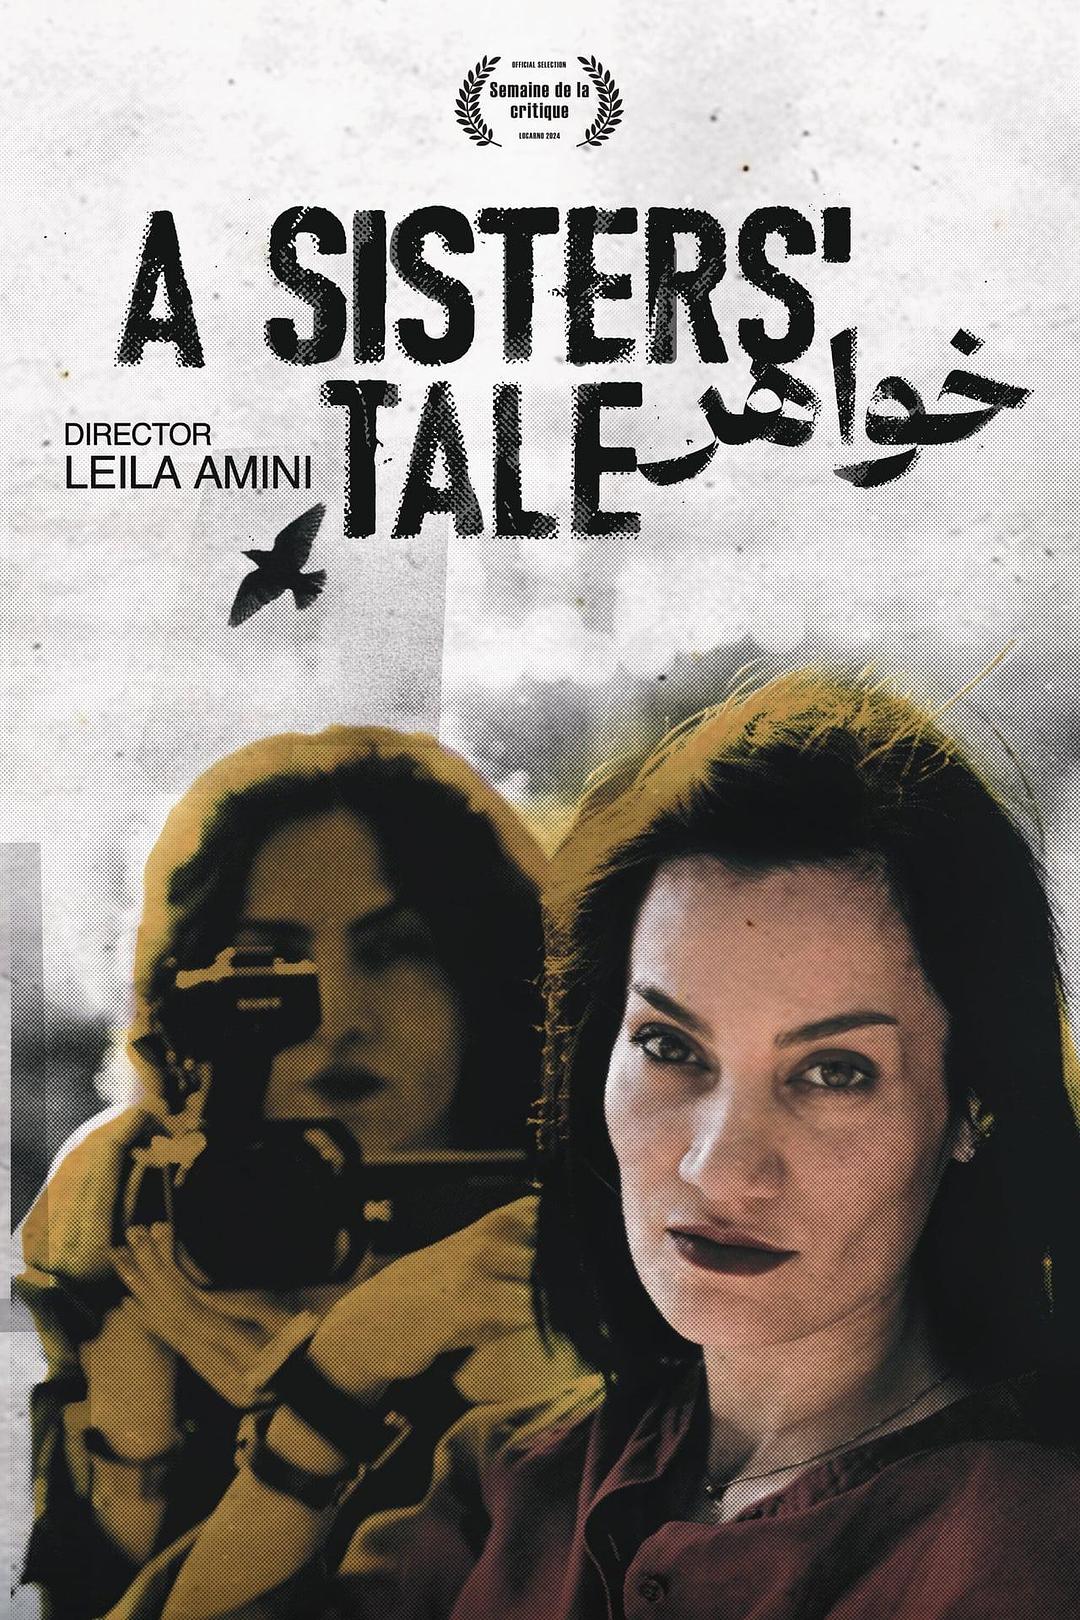 OFFICIAL SELECTION
Semaine de la
critique
LOCARNO 2024
A SISTERS'
TALE
خواهر
DIRECTOR
LEILA AMINI